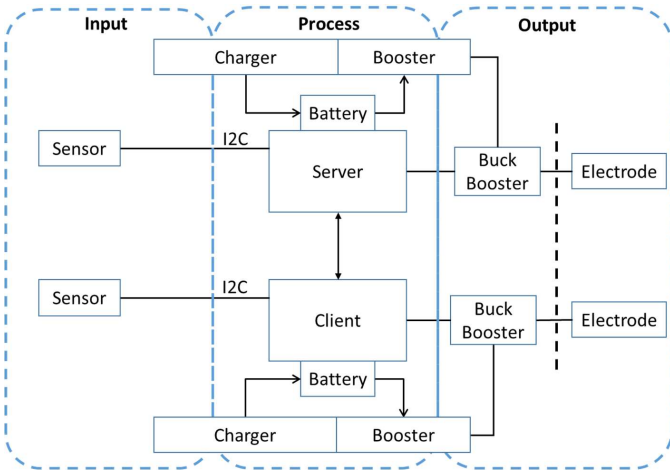 Input
Process
Output
Charger
Booster
Battery
Sensor
I2C
Server
Buck
Booster
Electrode
Sensor
I2C
Client
Buck
Booster
Electrode
Battery
Charger
Booster